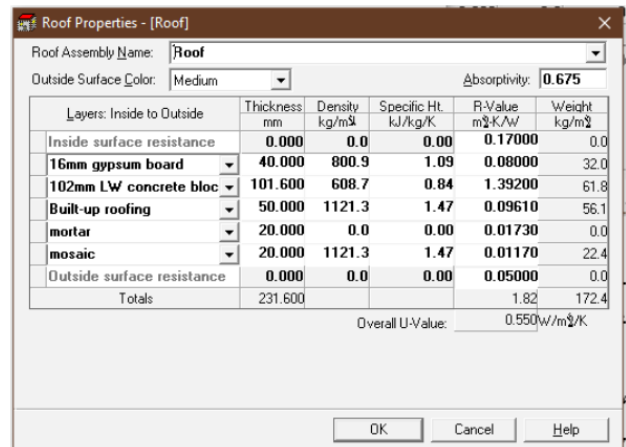 Roof Properties - [Roof]
Roof Assembly Name: Roof
Outside Surface Color: Medium Absorptivity: 0.675
Layers: Inside to Outside Thickness mm Density kg/m³ Specific Ht. kJ/kg/K R-Value m²-K/W Weight kg/m²
Inside surface resistance 0.000 0.0 0.00 0.17000 0.0
16mm gypsum board 40.000 800.9 1.09 0.08000 32.0
102mm LW concrete bloc 101.600 608.7 0.84 1.39200 61.8
Built-up roofing 50.000 1121.3 1.47 0.09610 56.1
mortar 20.000 0.0 0.00 0.01730 0.0
mosaic 20.000 1121.3 1.47 0.01170 22.4
Outside surface resistance 0.000 0.0 0.00 0.05000 0.0
Totals 231.600 1.82 172.4
Overall U-Value: 0.550 W/m²/K
OK Cancel Help